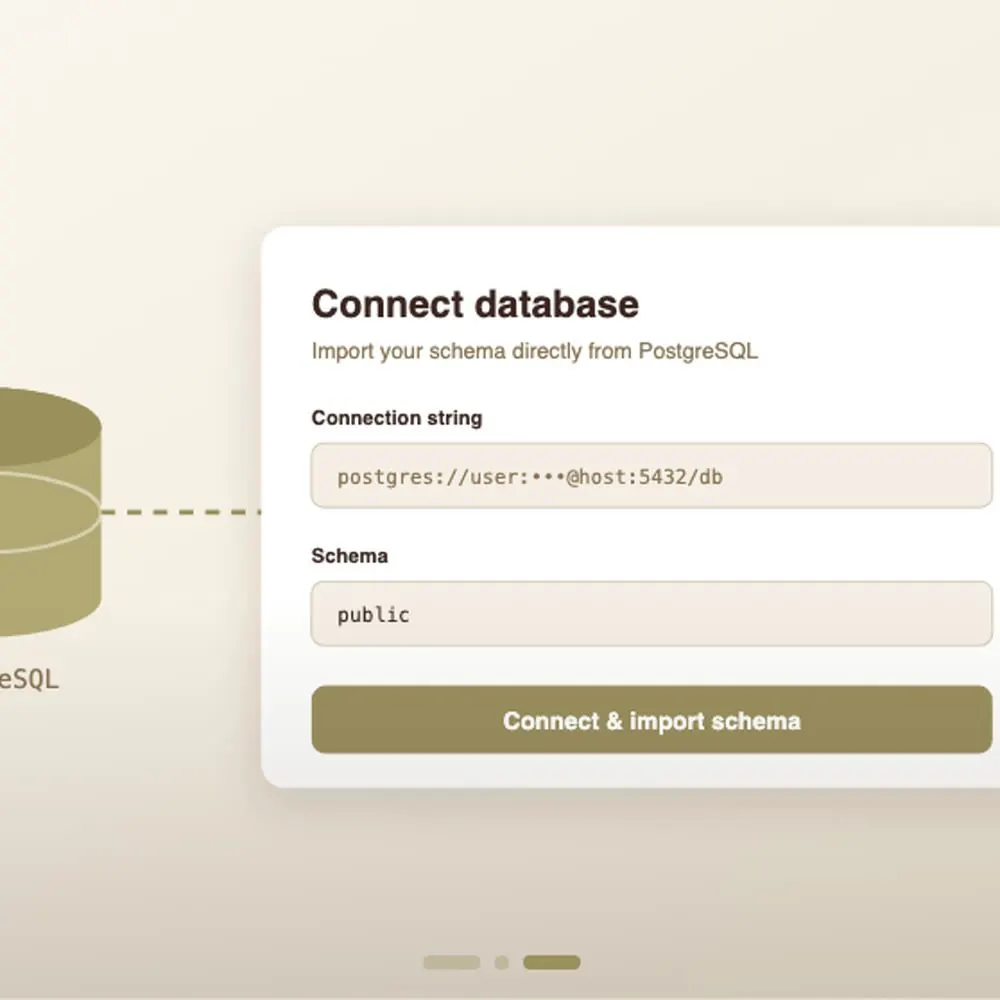 Connect database
Import your schema directly from PostgreSQL
Connection string
postgres://user:•••@host:5432/db
Schema
public
eSQL
Connect & import schema